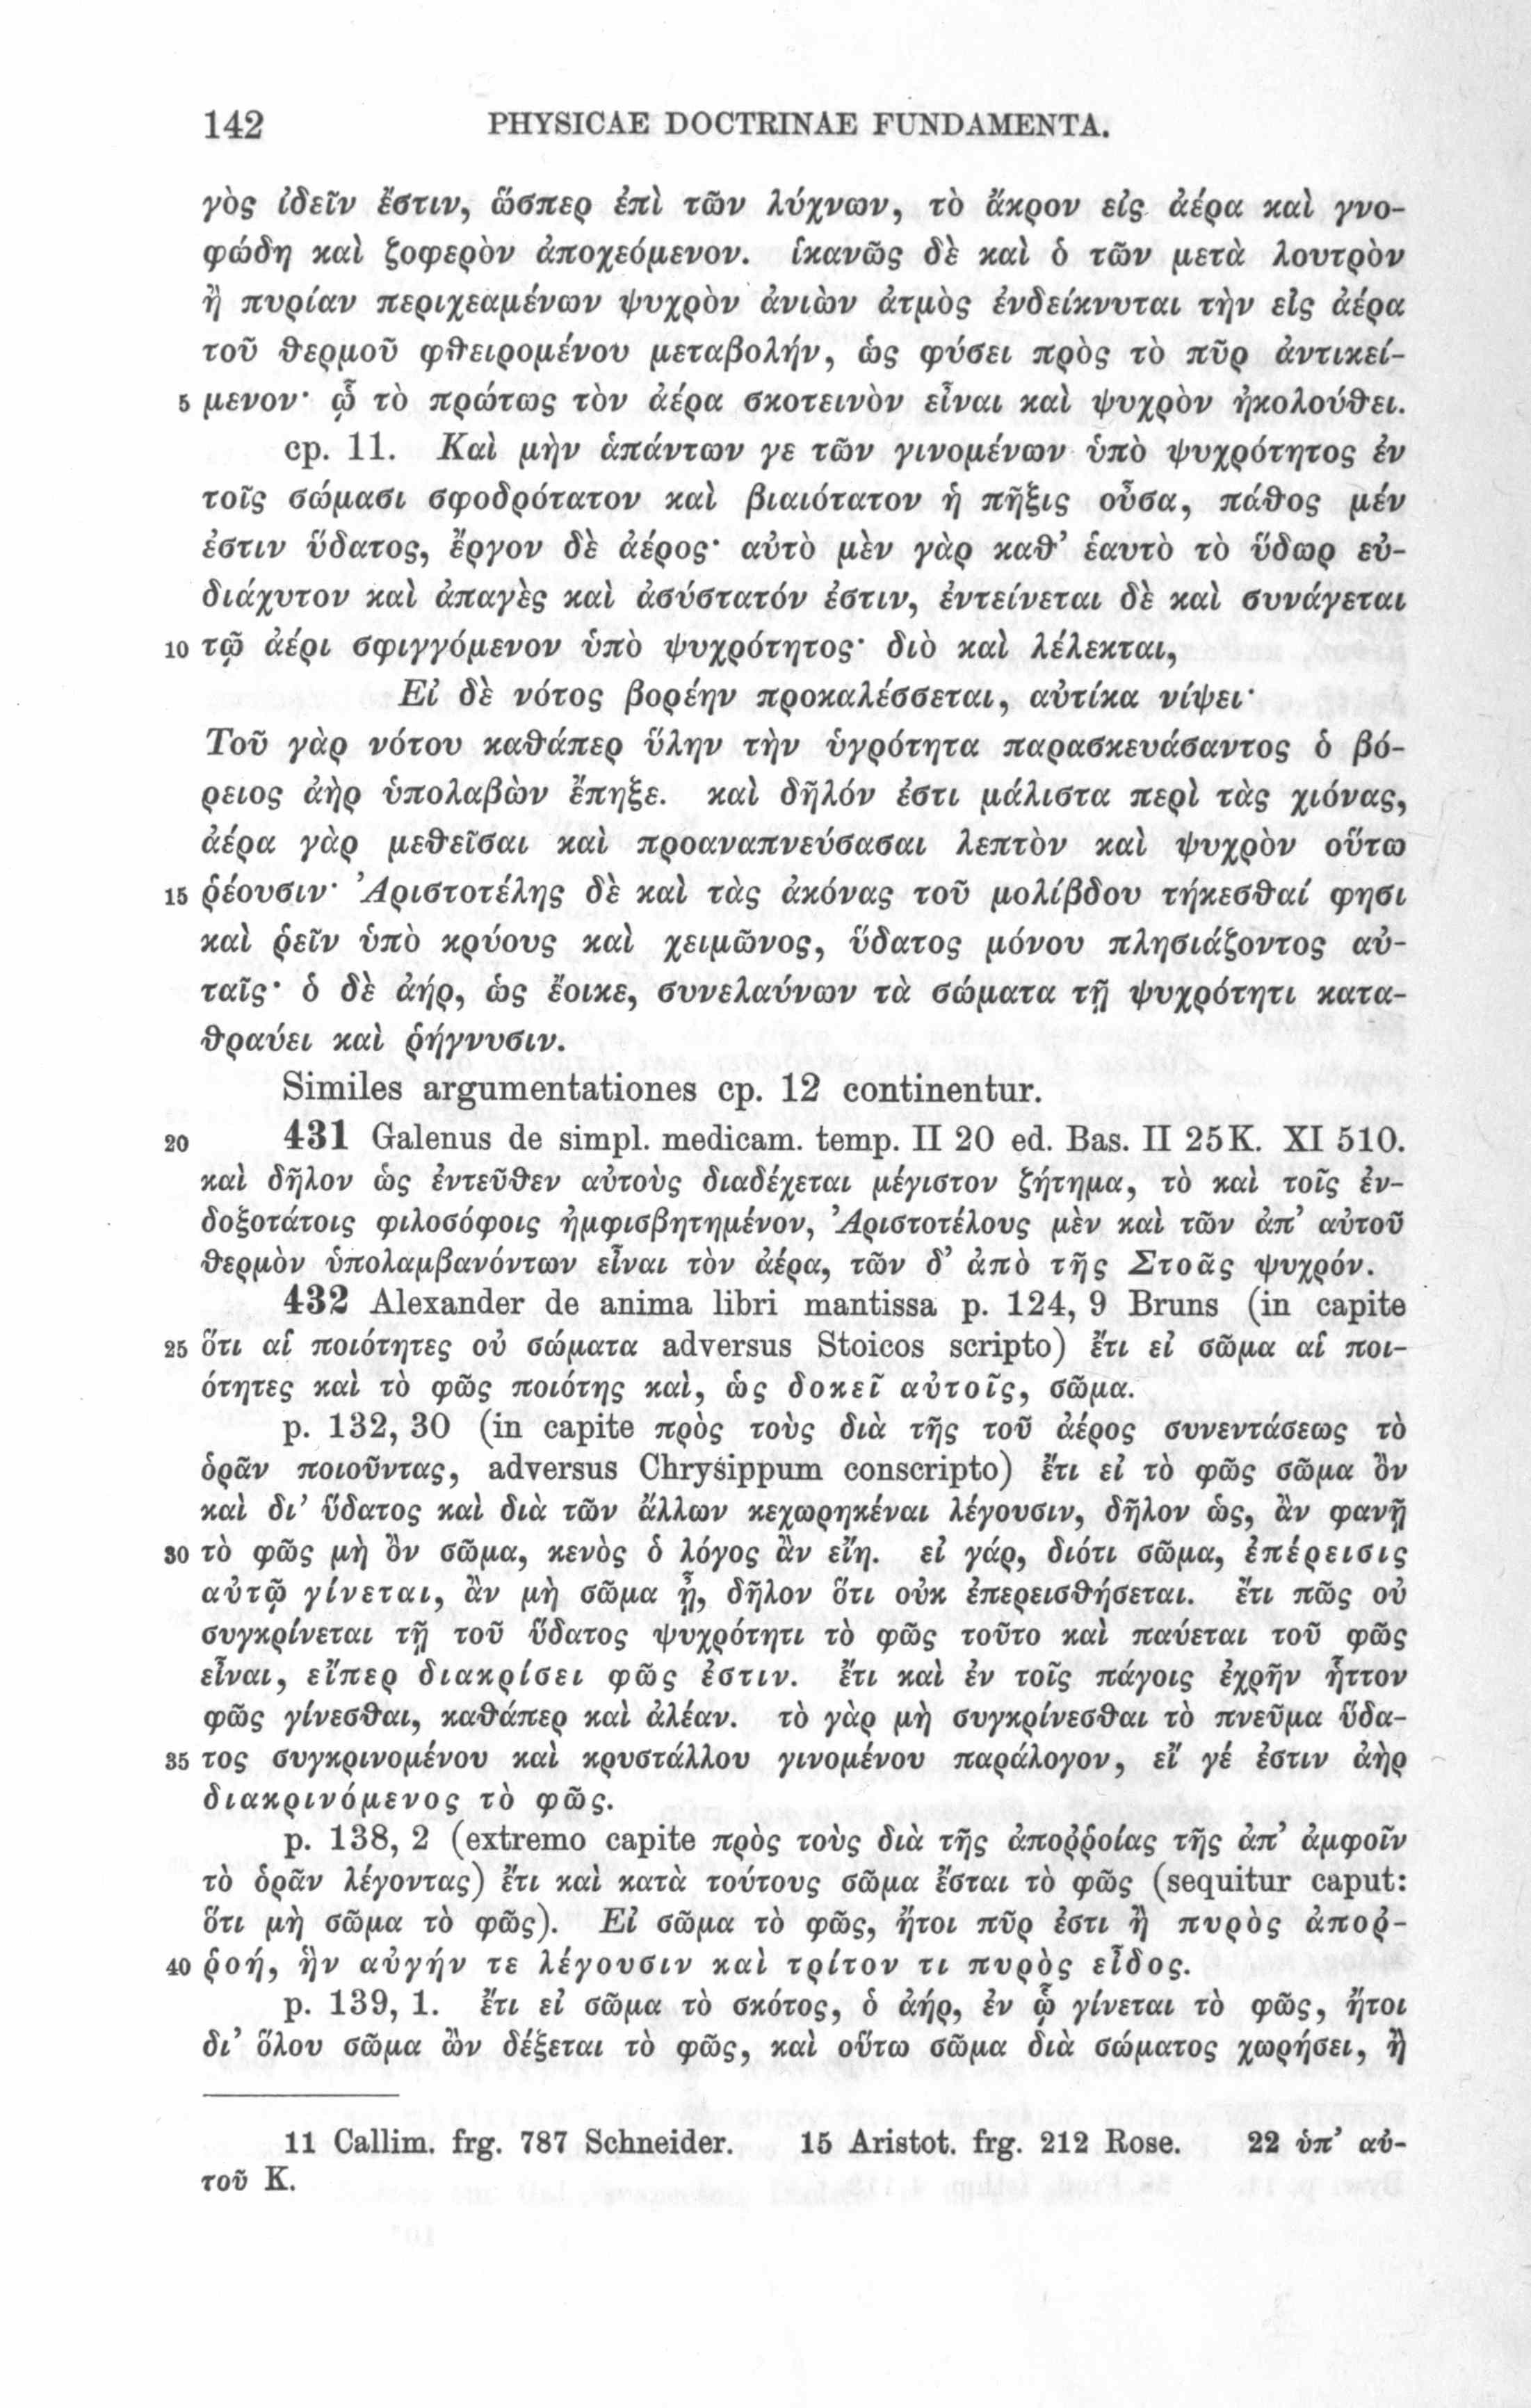 142 PHYSICAE DOCTRINAE FUNDAMENTA.
γὸς ἰδεῖν ἔστιν, ὥσπερ ἐπὶ τῶν λύχνων, τὸ ἄκρον εἰς ἀέρα καὶ γνο-
φώδη καὶ ζοφερὸν ἀποχεόμενον. ἱκανῶς δὲ καὶ ὁ τῶν μετὰ λουτρὸν
ἢ πυρίαν περιχεαμένων ψυχρὸν ἀνιὼν ἀτμὸς ἐνδείκνυται τὴν εἰς ἀέρα
τοῦ θερμοῦ φθειρομένου μεταβολήν, ὡς φύσει πρὸς τὸ πῦρ ἀντικεί-
5 μενον· ᾧ τὸ πρώτως τὸν ἀέρα σκοτεινὸν εἶναι καὶ ψυχρὸν ἠκολούθει.
cp. 11. Καὶ μὴν ἁπάντων γε τῶν γινομένων ὑπὸ ψυχρότητος ἐν
τοῖς σώμασι σφοδρότατον καὶ βιαιότατον ἡ πῆξις οὖσα, πάθος μέν
ἐστιν ὕδατος, ἔργον δὲ ἀέρος· αὐτὸ μὲν γὰρ καθ’ ἑαυτὸ τὸ ὕδωρ εὐ-
διάχυτον καὶ ἀπαγὲς καὶ ἀσύστατόν ἐστιν, ἐντείνεται δὲ καὶ συνάγεται
10 τῷ ἀέρι σφιγγόμενον ὑπὸ ψυχρότητος· διὸ καὶ λέλεκται,
Εἰ δὲ νότος βορέην προκαλέσσεται, αὐτίκα νίψει·
Τοῦ γὰρ νότου καθάπερ ὕλην τὴν ὑγρότητα παρασκευάσαντος ὁ βό-
ρειος ἀὴρ ὑπολαβὼν ἔπηξε. καὶ δῆλόν ἐστι μάλιστα περὶ τὰς χιόνας,
ἀέρα γὰρ μεθεῖσαι καὶ προαναπνεύσασαι λεπτὸν καὶ ψυχρὸν οὕτω
15 ῥέουσιν· Ἀριστοτέλης δὲ καὶ τὰς ἀκόνας τοῦ μολίβδου τήκεσθαί φησι
καὶ ῥεῖν ὑπὸ κρύους καὶ χειμῶνος, ὕδατος μόνου πλησιάζοντος αὐ-
ταῖς· ὁ δὲ ἀήρ, ὡς ἔοικε, συνελαύνων τὰ σώματα τῇ ψυχρότητι κατα-
θραύει καὶ ῥήγνυσιν.
Similes argumentationes cp. 12 continentur.
20 431 Galenus de simpl. medicam. temp. II 20 ed. Bas. II 25 K. XI 510.
καὶ δῆλον ὡς ἐντεῦθεν αὐτοὺς διαδέχεται μέγιστον ζήτημα, τὸ καὶ τοῖς ἐν-
δοξοτάτοις φιλοσόφοις ἠμφισβητημένον, Ἀριστοτέλους μὲν καὶ τῶν ἀπ’ αὐτοῦ
θερμὸν ὑπολαμβανόντων εἶναι τὸν ἀέρα, τῶν δ’ ἀπὸ τῆς Στοᾶς ψυχρόν.
432 Alexander de anima libri mantissa p. 124, 9 Bruns (in capite
25 ὅτι αἱ ποιότητες οὐ σώματα adversus Stoicos scripto) ἔτι εἰ σῶμα αἱ ποι-
ότητες καὶ τὸ φῶς ποιότης καὶ, ὡς δοκεῖ αὐτοῖς, σῶμα.
p. 132, 30 (in capite πρὸς τοὺς διὰ τῆς τοῦ ἀέρος συνεντάσεως τὸ
ὁρᾶν ποιοῦντας, adversus Chrysippum conscripto) ἔτι εἰ τὸ φῶς σῶμα ὂν
καὶ δι’ ὕδατος καὶ διὰ τῶν ἄλλων κεχωρηκέναι λέγουσιν, δῆλον ὡς, ἂν φανῇ
30 τὸ φῶς μὴ ὂν σῶμα, κενὸς ὁ λόγος ἂν εἴη. εἰ γάρ, διότι σῶμα, ἐπέρεισις
αὐτῷ γίνεται, ἂν μὴ σῶμα ᾖ, δῆλον ὅτι οὐκ ἐπερεισθήσεται. ἔτι πῶς οὐ
συγκρίνεται τῇ τοῦ ὕδατος ψυχρότητι τὸ φῶς τοῦτο καὶ παύεται τοῦ φῶς
εἶναι, εἴπερ διακρίσει φῶς ἐστιν. ἔτι καὶ ἐν τοῖς πάγοις ἐχρῆν ἧττον
φῶς γίνεσθαι, καθάπερ καὶ ἀλέαν. τὸ γὰρ μὴ συγκρίνεσθαι τὸ πνεῦμα ὕδα-
35 τος συγκρινομένου καὶ κρυστάλλου γινομένου παράλογον, εἴ γέ ἐστιν ἀὴρ
διακρινόμενος τὸ φῶς.
p. 138, 2 (extremo capite πρὸς τοὺς διὰ τῆς ἀποῤῥοίας τῆς ἀπ’ ἀμφοῖν
τὸ ὁρᾶν λέγοντας) ἔτι καὶ κατὰ τούτους σῶμα ἔσται τὸ φῶς (sequitur caput:
ὅτι μὴ σῶμα τὸ φῶς). Εἰ σῶμα τὸ φῶς, ἤτοι πῦρ ἐστι ἢ πυρὸς ἀποῤ-
40 ῥοή, ἣν αὐγήν τε λέγουσιν καὶ τρίτον τι πυρὸς εἶδος.
p. 139, 1. ἔτι εἰ σῶμα τὸ σκότος, ὁ ἀήρ, ἐν ᾧ γίνεται τὸ φῶς, ἤτοι
δι’ ὅλου σῶμα ὢν δέξεται τὸ φῶς, καὶ οὕτω σῶμα διὰ σώματος χωρήσει, ἢ
11 Callim. frg. 787 Schneider. 15 Aristot. frg. 212 Rose. 22 ὑπ’ αὐ-
τοῦ K.